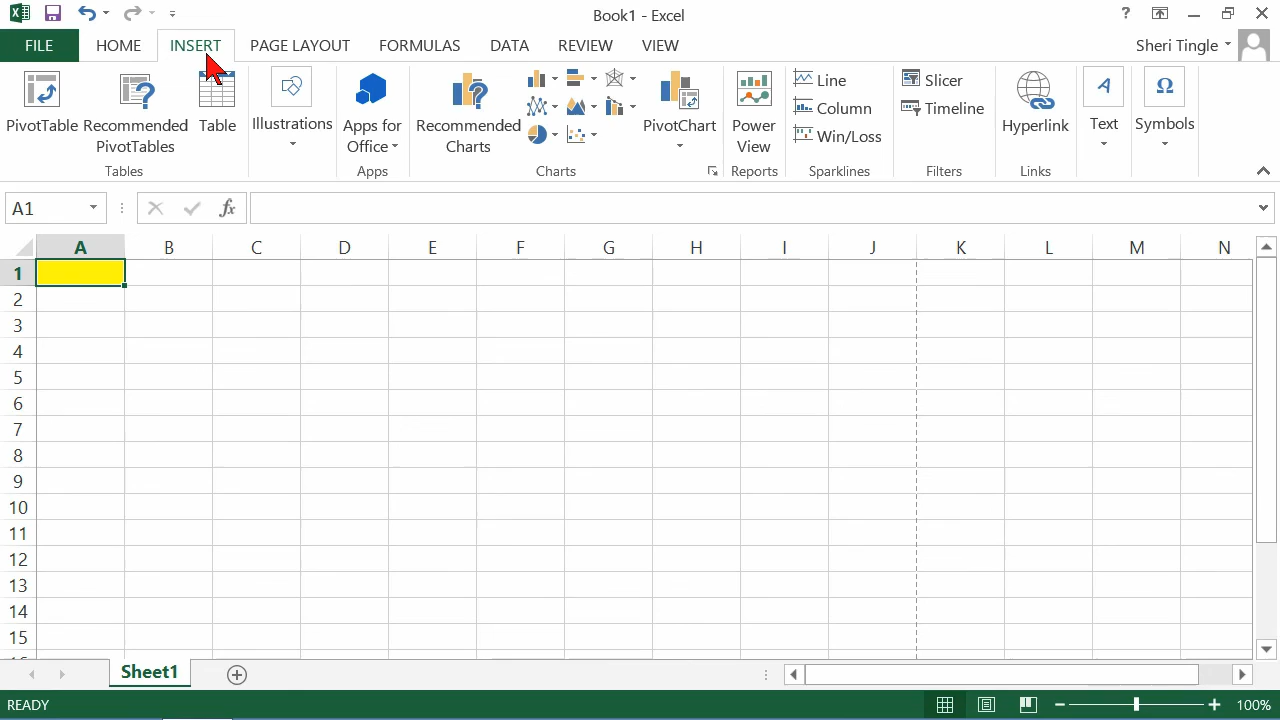 Book1 - Excel
?
FILE HOME INSERT PAGE LAYOUT FORMULAS DATA REVIEW VIEW Sheri Tingle
PivotTable
Recommended
PivotTables
Table
Tables
Illustrations
Apps for
Office
Apps
Recommended
Charts
PivotChart
Charts
Power
View
Reports
Line
Column
Win/Loss
Sparklines
Slicer
Timeline
Filters
Hyperlink
Links
A
Text
Ω
Symbols
A1 fx
A B C D E F G H I J K L M N
1
2
3
4
5
6
7
8
9
10
11
12
13
14
15
Sheet1
READY 100%